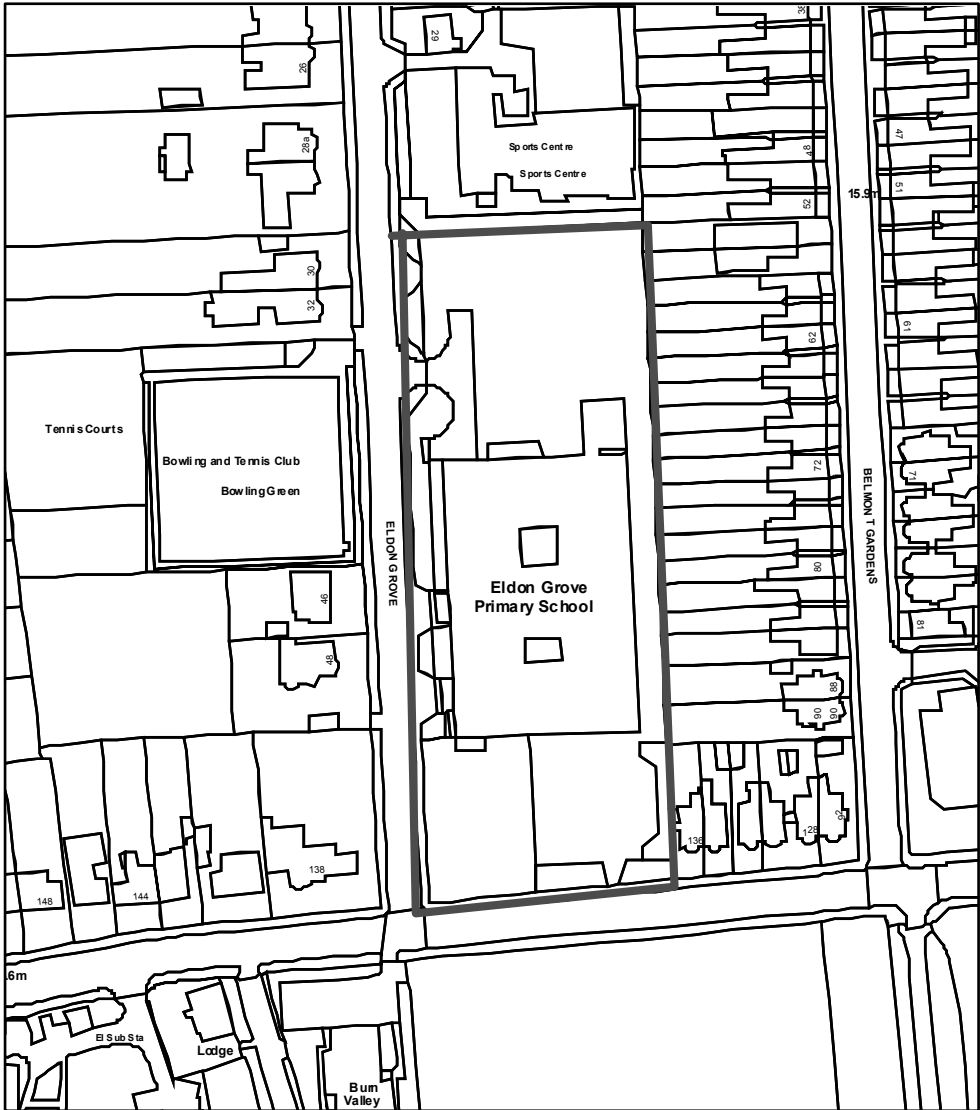 29
38
26
Sports Centre
Sports Centre
28a
47
48
51
15.9m
52
30
32
61
62
Tennis Courts
Bowling and Tennis Club
Bowling Green
72
71
BELMONT GARDENS
ELDON GROVE
80
Eldon Grove
Primary School
46
81
48
88
90
90
92
128
136
138
144
148
.6m
El Sub Sta
Lodge
Burn
Valley